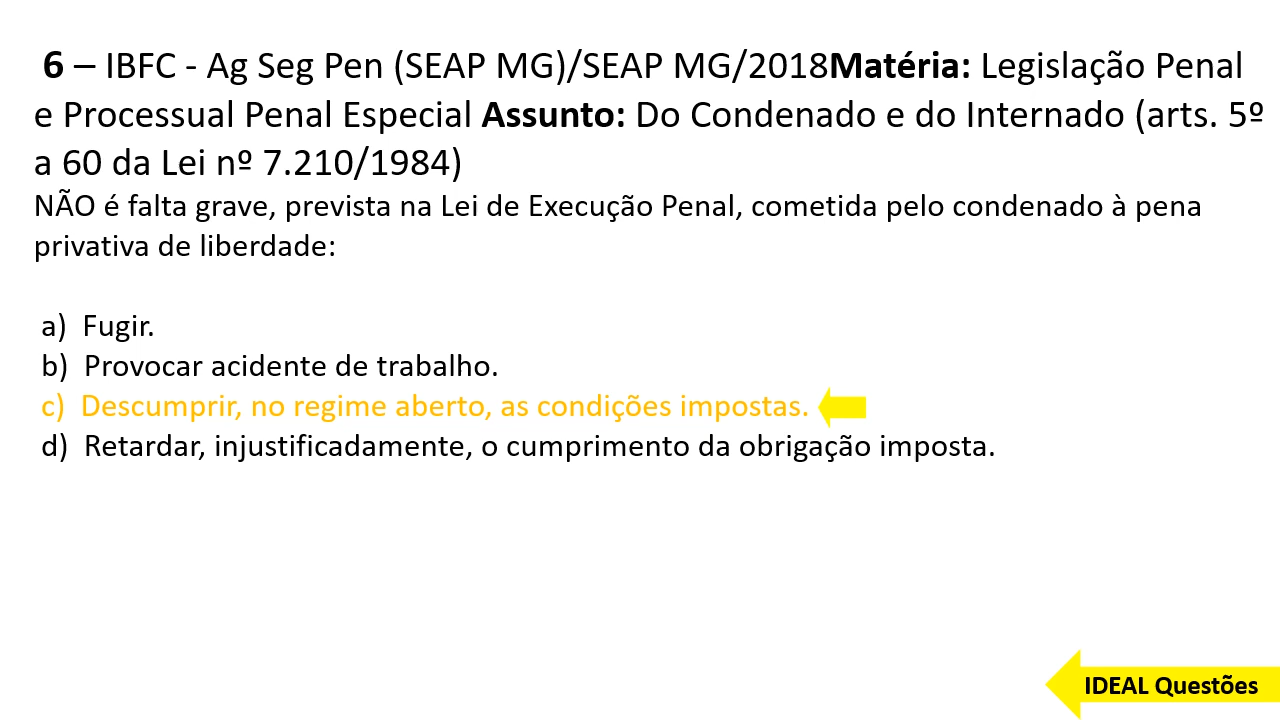 6 – IBFC - Ag Seg Pen (SEAP MG)/SEAP MG/2018Matéria: Legislação Penal
e Processual Penal Especial Assunto: Do Condenado e do Internado (arts. 5º
a 60 da Lei nº 7.210/1984)
NÃO é falta grave, prevista na Lei de Execução Penal, cometida pelo condenado à pena
privativa de liberdade:
a) Fugir.
b) Provocar acidente de trabalho.
c) Descumprir, no regime aberto, as condições impostas.
d) Retardar, injustificadamente, o cumprimento da obrigação imposta.
IDEAL Questões